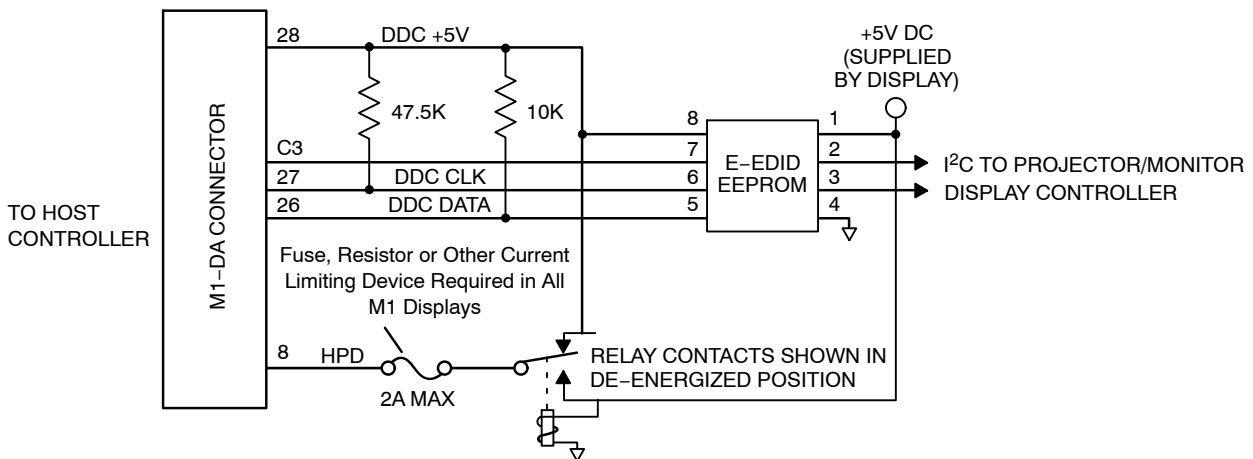 28
DDC +5V
+5V DC
(SUPPLIED
BY DISPLAY)
47.5K
10K
M1−DA CONNECTOR
C3
27
DDC CLK
26
DDC DATA
8
7
6
5
E−EDID
EEPROM
1
2
3
4
I²C TO PROJECTOR/MONITOR
DISPLAY CONTROLLER
TO HOST
CONTROLLER
Fuse, Resistor or Other Current
Limiting Device Required in All
M1 Displays
8
HPD
2A MAX
RELAY CONTACTS SHOWN IN
DE−ENERGIZED POSITION